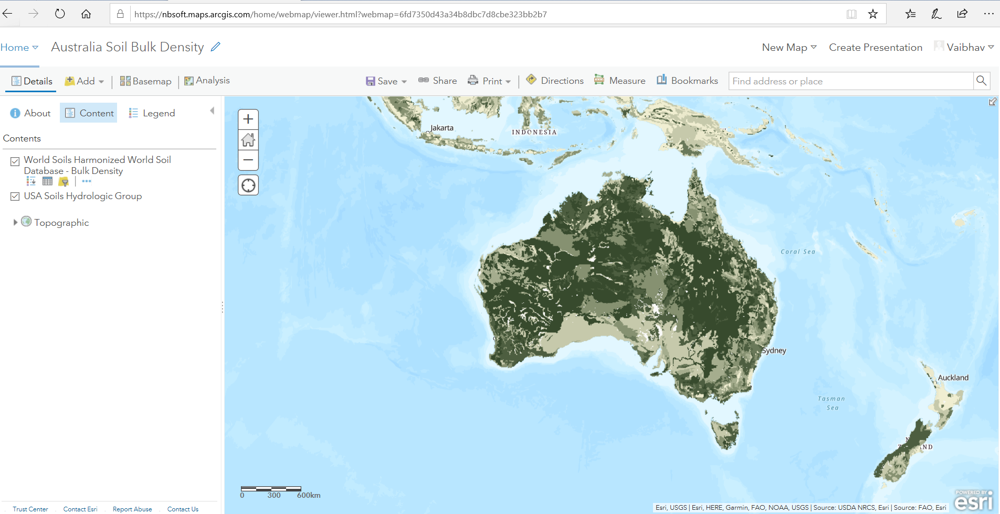 https://nbsoft.maps.arcgis.com/home/webmap/viewer.html?webmap=6fd7350d43a34b8dbc7d8cbe323bb2b7
Home Australia Soil Bulk Density New Map Create Presentation Vaibhav
Details Add Basemap Analysis Save Share Print Directions Measure Bookmarks Find address or place
About Content Legend
Contents
World Soils Harmonized World Soil
Database - Bulk Density
USA Soils Hydrologic Group
Topographic
Jakarta
INDONESIA
Coral Sea
Sydney
Auckland
Tasman
Sea
0 300 600km
Trust Center Contact Esri Report Abuse Contact Us
Esri, USGS | Esri, HERE, Garmin, FAO, NOAA, USGS | Source: USDA NRCS, Esri | Source: FAO, Esri
POWERED BY
esri